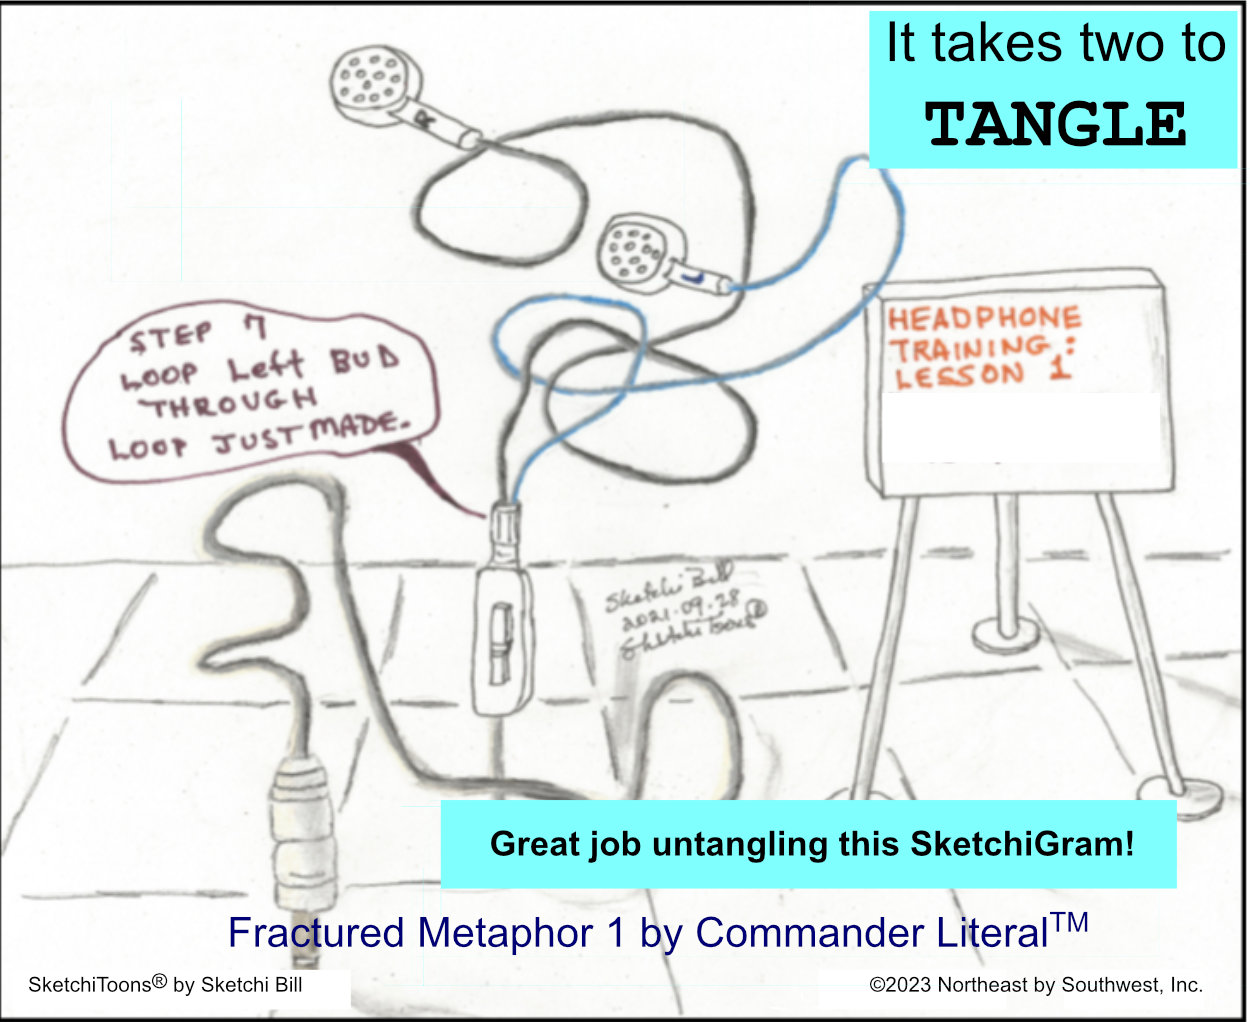 It takes two to
TANGLE
R
L
HEADPHONE
TRAINING:
LESSON 1
STEP 7
LOOP Left BUD
THROUGH
LOOP JUST MADE.
Sketchi Bill
2021.09.28
SketchiToons®
Great job untangling this SketchiGram!
Fractured Metaphor 1 by Commander Literal™
SketchiToons® by Sketchi Bill
©2023 Northeast by Southwest, Inc.